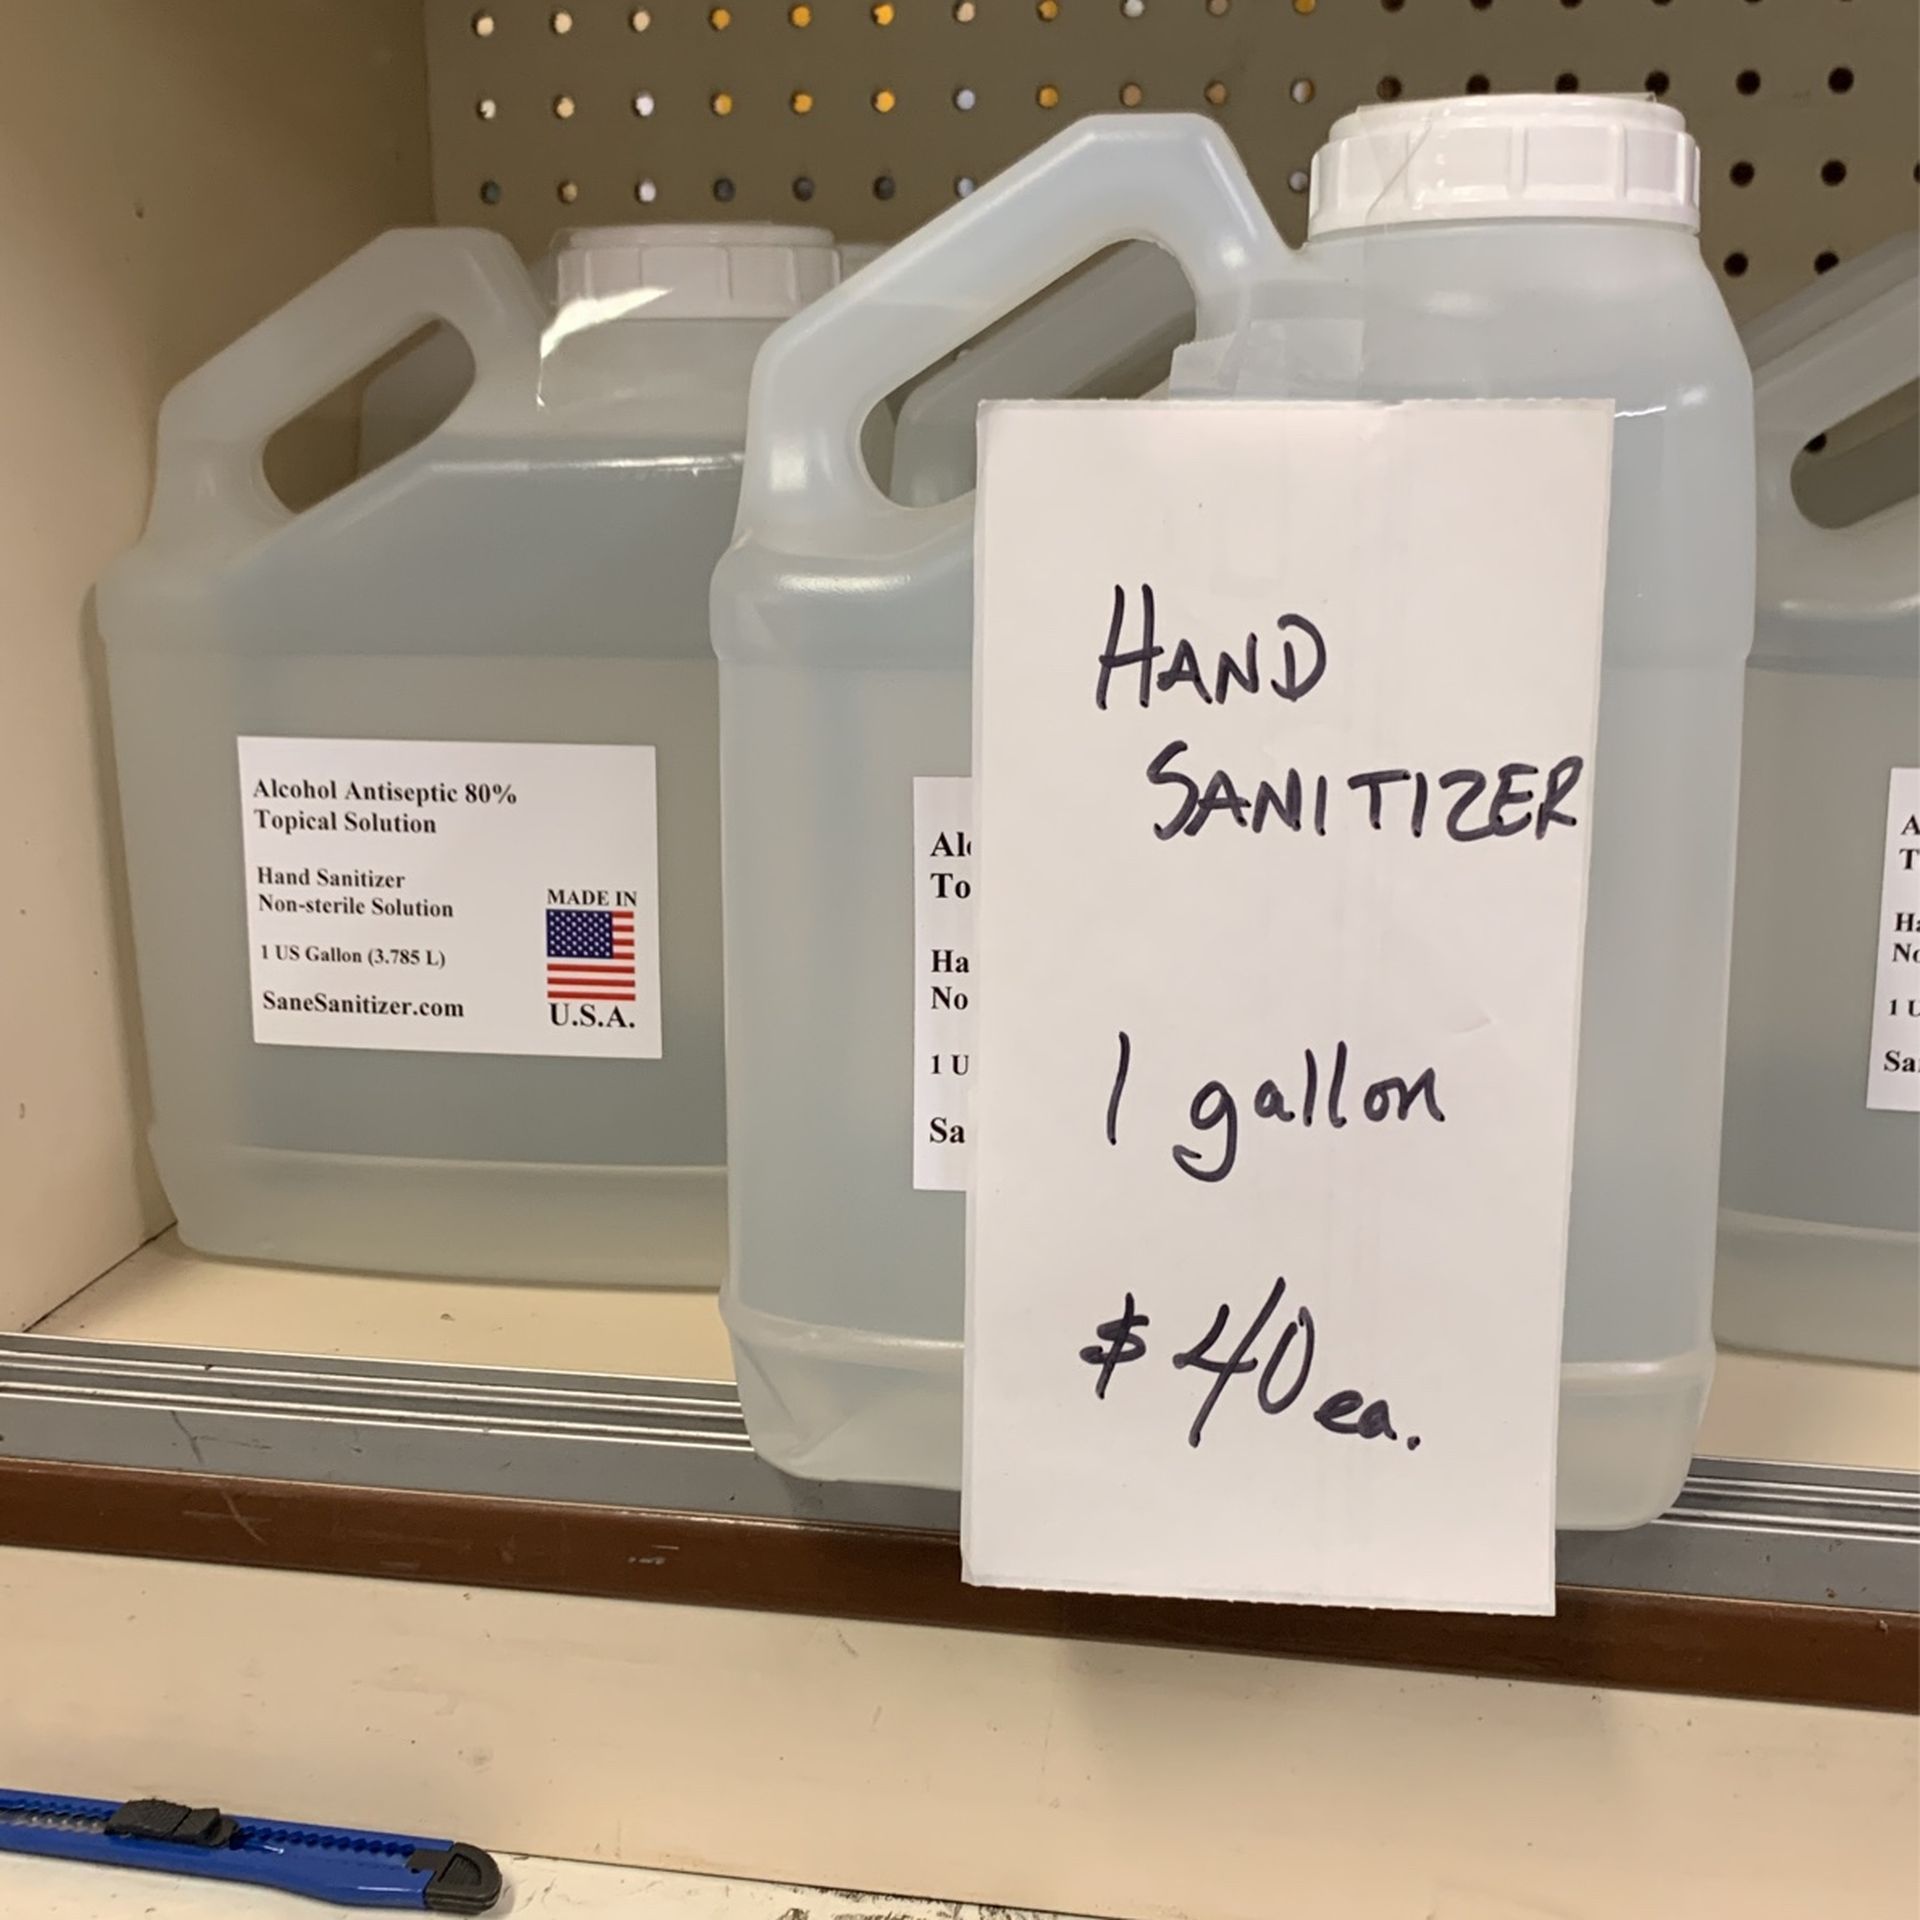 Alcohol Antiseptic 80%
Topical Solution
Hand Sanitizer
Non-sterile Solution
1 US Gallon (3.785 L)
SaneSanitizer.com
MADE IN
U.S.A.
HAND
SANITIZER
1 gallon
$40 ea.